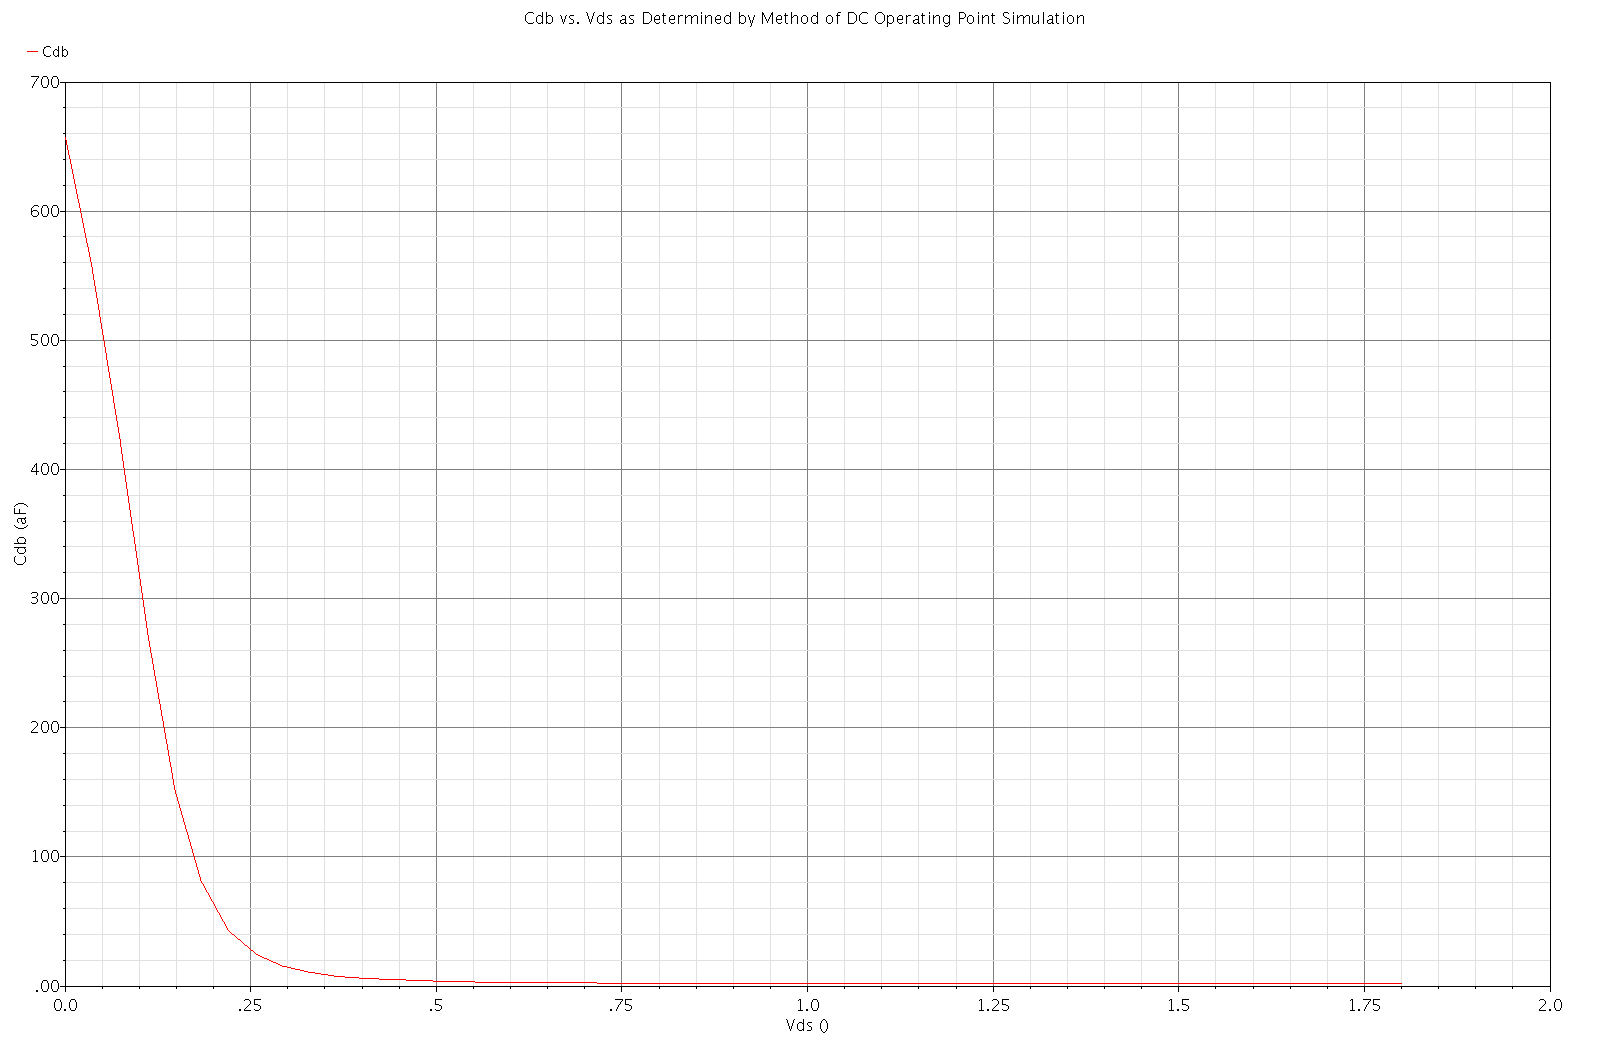 Cdb vs. Vds as Determined by Method of DC Operating Point Simulation
— Cdb
700
600
500
400
300
200
100
.00
Cdb (aF)
0.0 .25 .5 .75 1.0 1.25 1.5 1.75 2.0
Vds ()